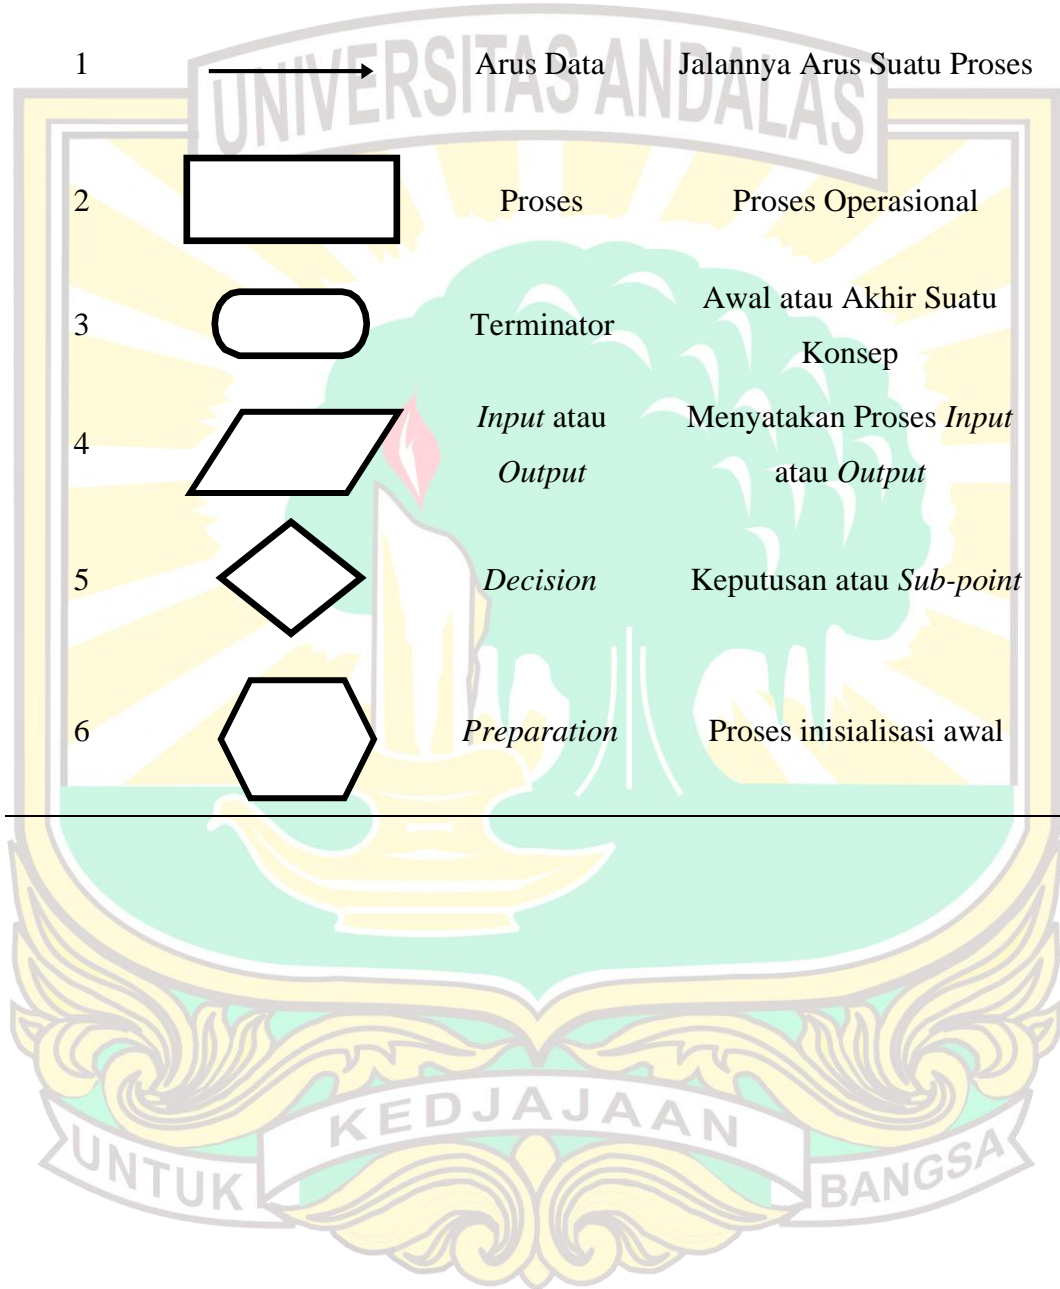 UNIVERSITAS ANDALAS
1 Arus Data Jalannya Arus Suatu Proses
2 Proses Proses Operasional
3 Terminator Awal atau Akhir Suatu Konsep
4 Input atau Output Menyatakan Proses Input atau Output
5 Decision Keputusan atau Sub-point
6 Preparation Proses inisialisasi awal
UNTUK KEDJAJAAN BANGSA